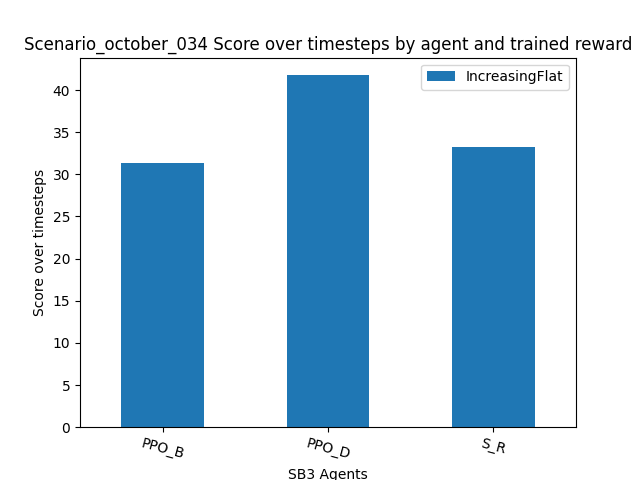 Scenario_october_034 Score over timesteps by agent and trained reward
IncreasingFlat
Score over timesteps
40
35
30
25
20
15
10
5
0
PPO_B
PPO_D
S_R
SB3 Agents